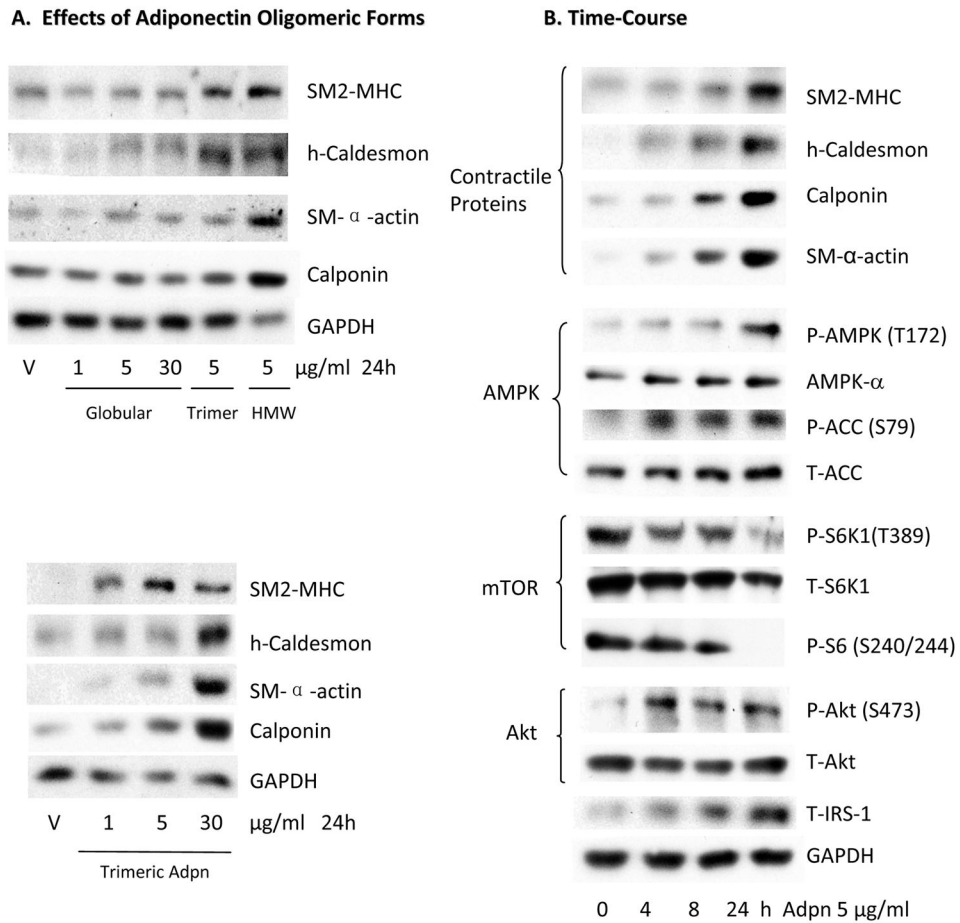 A. Effects of Adiponectin Oligomeric Forms
SM2-MHC
h-Caldesmon
SM-α-actin
Calponin
GAPDH
V 1 5 30 5 5 µg/ml 24h
Globular Trimer HMW
SM2-MHC
h-Caldesmon
SM-α-actin
Calponin
GAPDH
V 1 5 30 µg/ml 24h
Trimeric Adpn
B. Time-Course
Contractile
Proteins
SM2-MHC
h-Caldesmon
Calponin
SM-α-actin
AMPK
P-AMPK (T172)
AMPK-α
P-ACC (S79)
T-ACC
mTOR
P-S6K1(T389)
T-S6K1
P-S6 (S240/244)
Akt
P-Akt (S473)
T-Akt
T-IRS-1
GAPDH
0 4 8 24 h Adpn 5 µg/ml